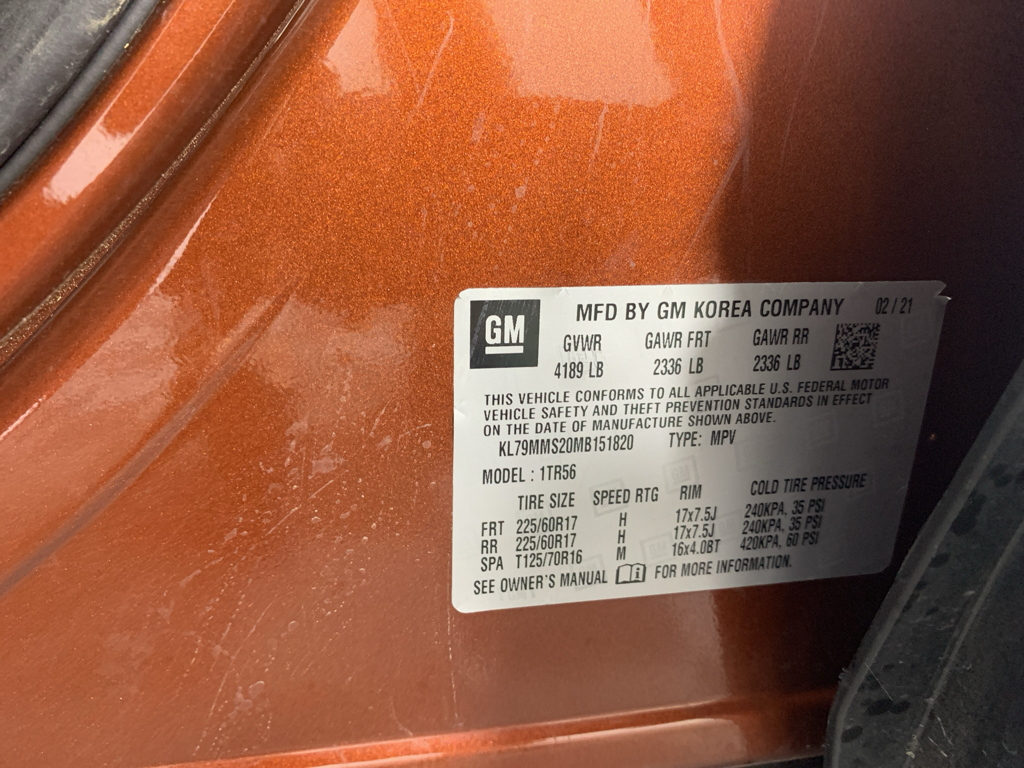 GM
MFD BY GM KOREA COMPANY 02/21
GVWR GAWR FRT GAWR RR
4189 LB 2336 LB 2336 LB
THIS VEHICLE CONFORMS TO ALL APPLICABLE U.S. FEDERAL MOTOR
VEHICLE SAFETY AND THEFT PREVENTION STANDARDS IN EFFECT
ON THE DATE OF MANUFACTURE SHOWN ABOVE.
KL79MMS20MB151820 TYPE: MPV
MODEL : 1TR56
TIRE SIZE SPEED RTG RIM COLD TIRE PRESSURE
FRT 225/60R17 H 17x7.5J 240KPA, 35 PSI
RR 225/60R17 H 17x7.5J 240KPA, 35 PSI
SPA T125/70R16 M 16x4.0BT 420KPA, 60 PSI
SEE OWNER'S MANUAL FOR MORE INFORMATION.